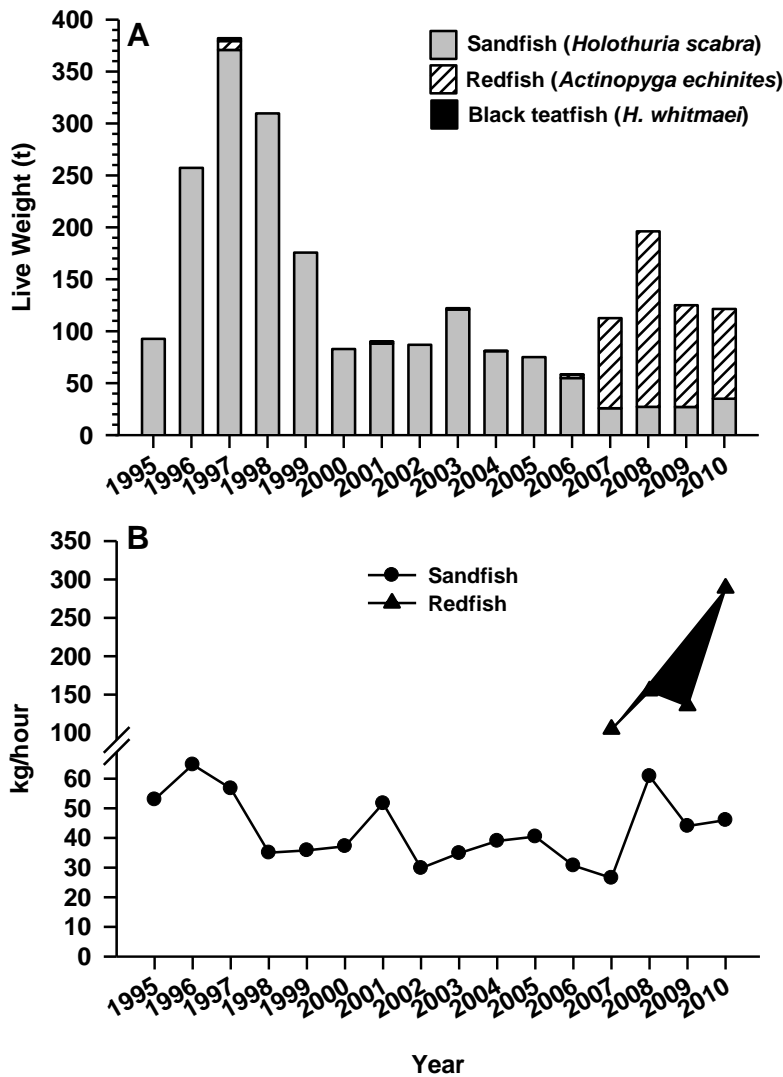 A
Sandfish (Holothuria scabra)
Redfish (Actinopyga echinites)
Black teatfish (H. whitmaei)
Live Weight (t)
400
350
300
250
200
150
100
50
0
1995 1996 1997 1998 1999 2000 2001 2002 2003 2004 2005 2006 2007 2008 2009 2010
B
Sandfish
Redfish
kg/hour
350
300
250
200
150
100
60
50
40
30
20
10
0
1995 1996 1997 1998 1999 2000 2001 2002 2003 2004 2005 2006 2007 2008 2009 2010
Year